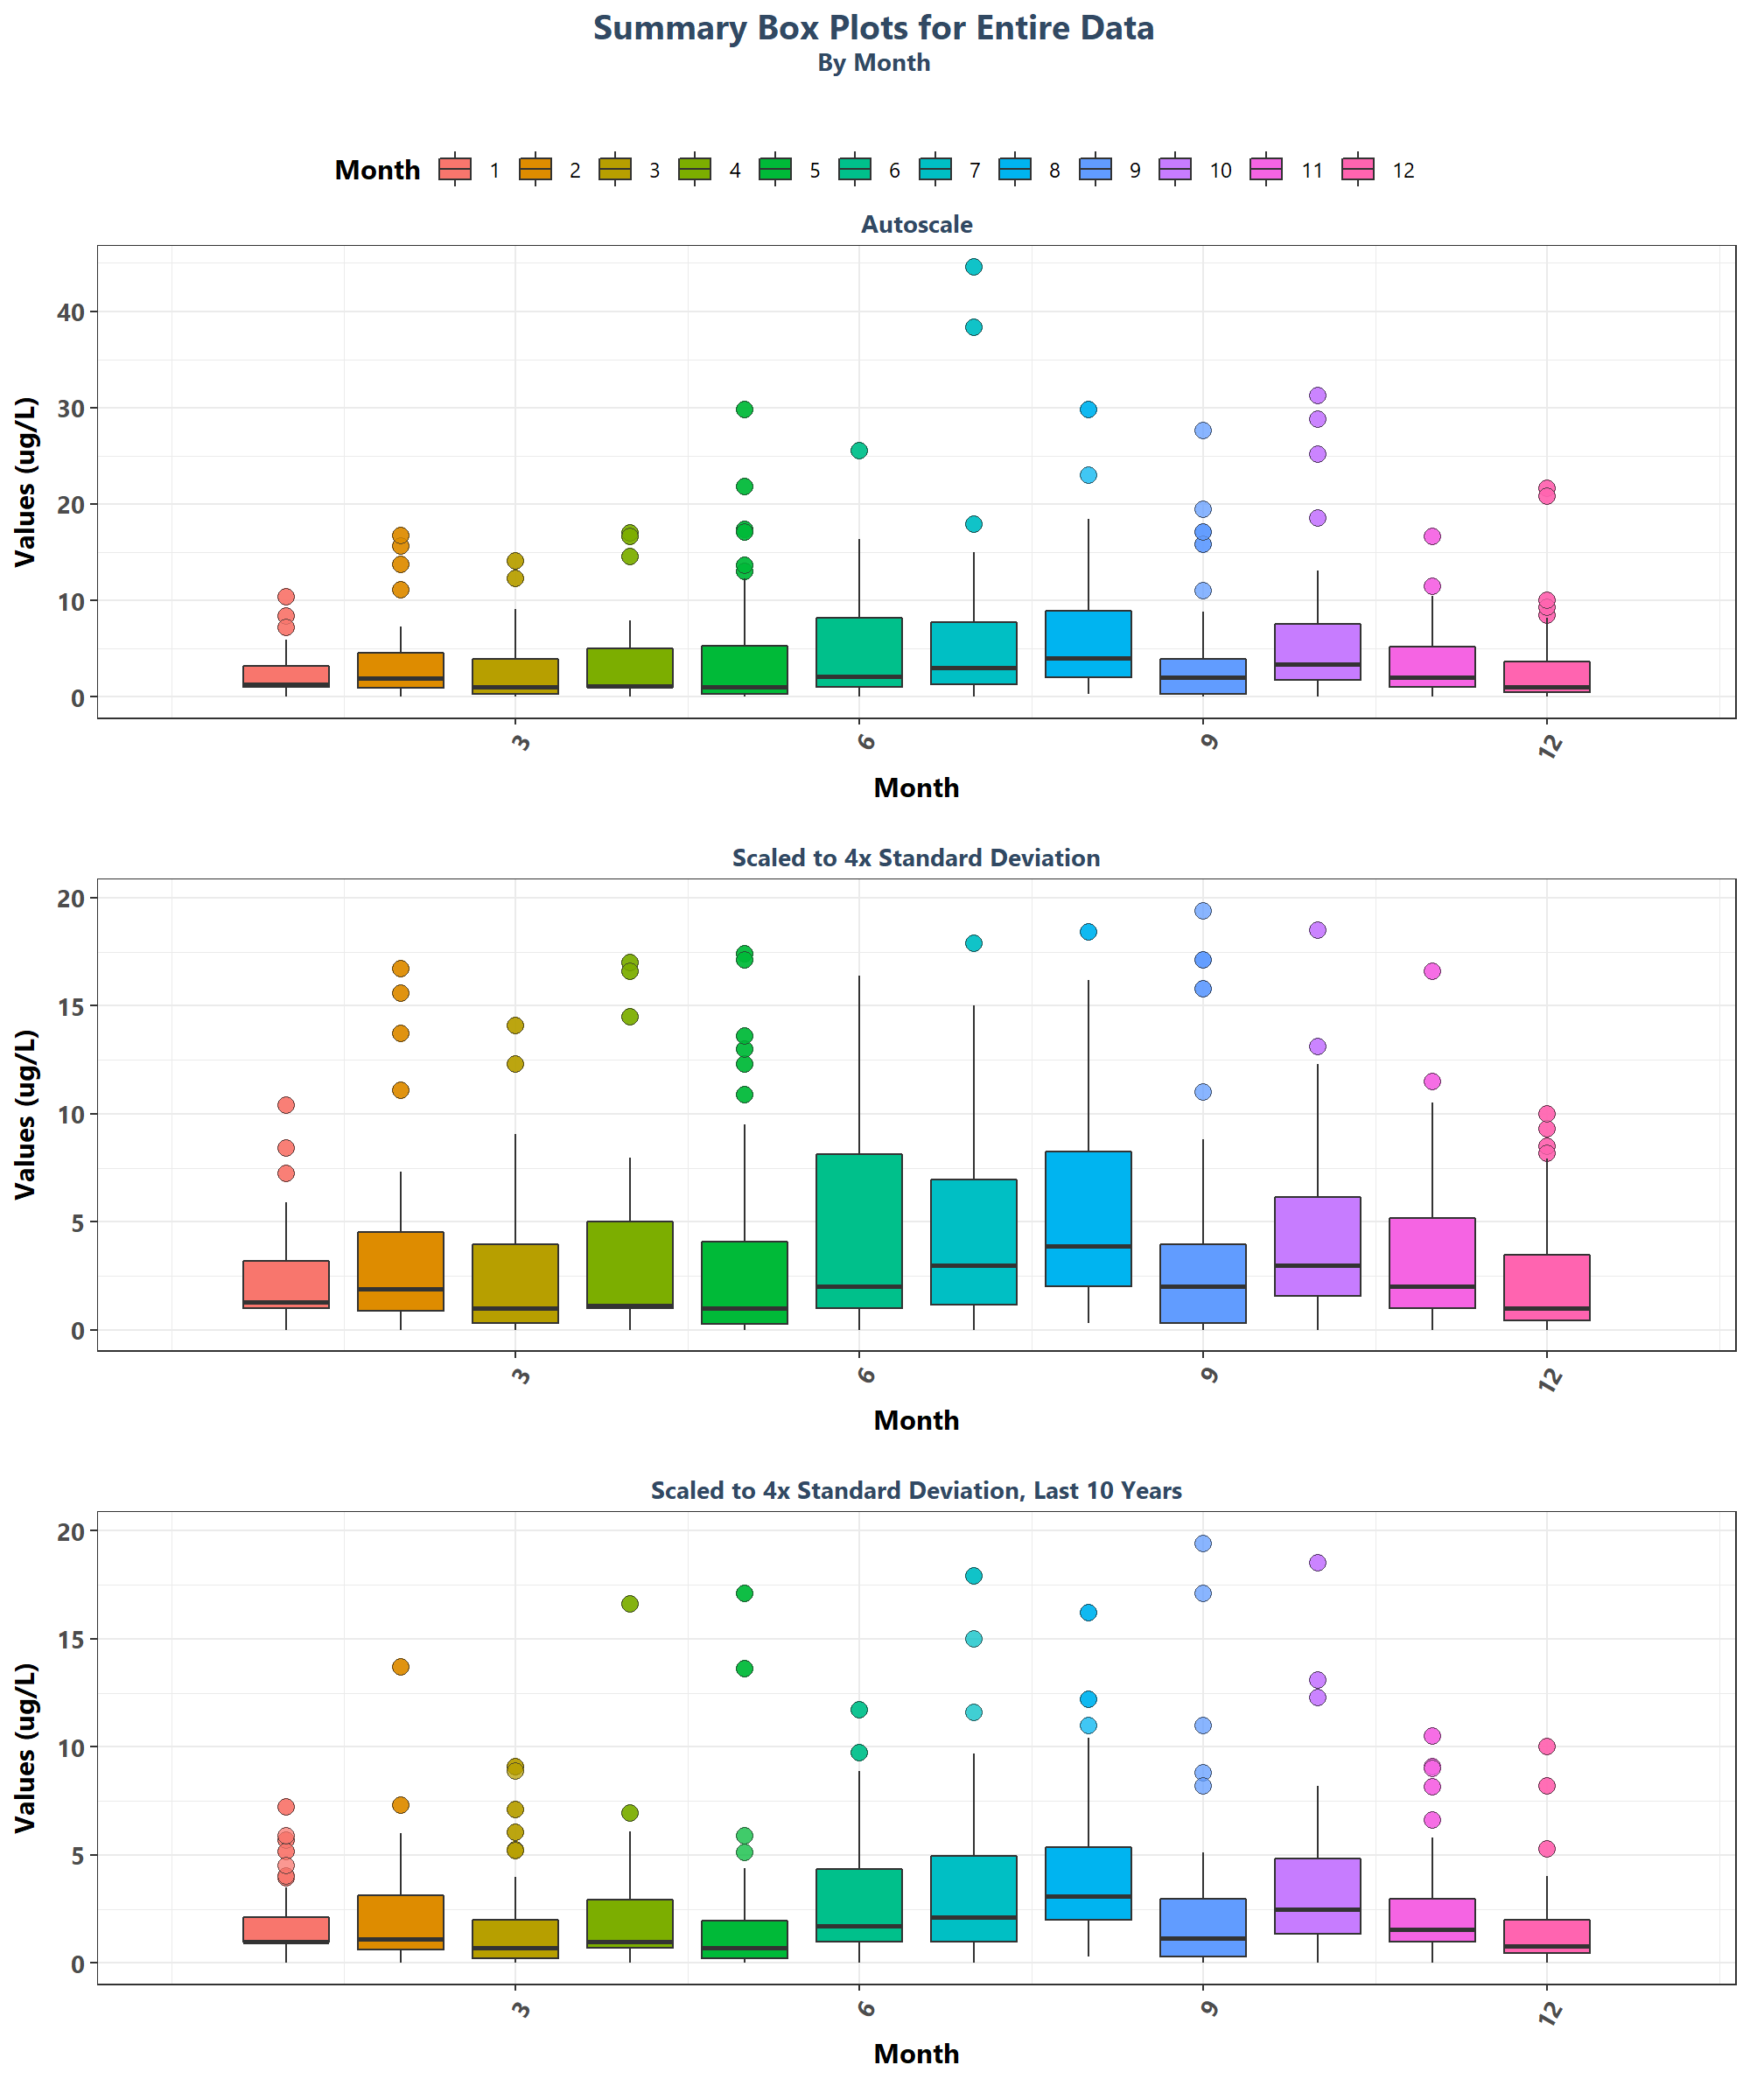 Summary Box Plots for Entire Data
By Month
Month 1 2 3 4 5 6 7 8 9 10 11 12
Autoscale
Values (ug/L)
40
30
20
10
0
3 6 9 12
Month
Scaled to 4x Standard Deviation
Values (ug/L)
20
15
10
5
0
3 6 9 12
Month
Scaled to 4x Standard Deviation, Last 10 Years
Values (ug/L)
20
15
10
5
0
3 6 9 12
Month